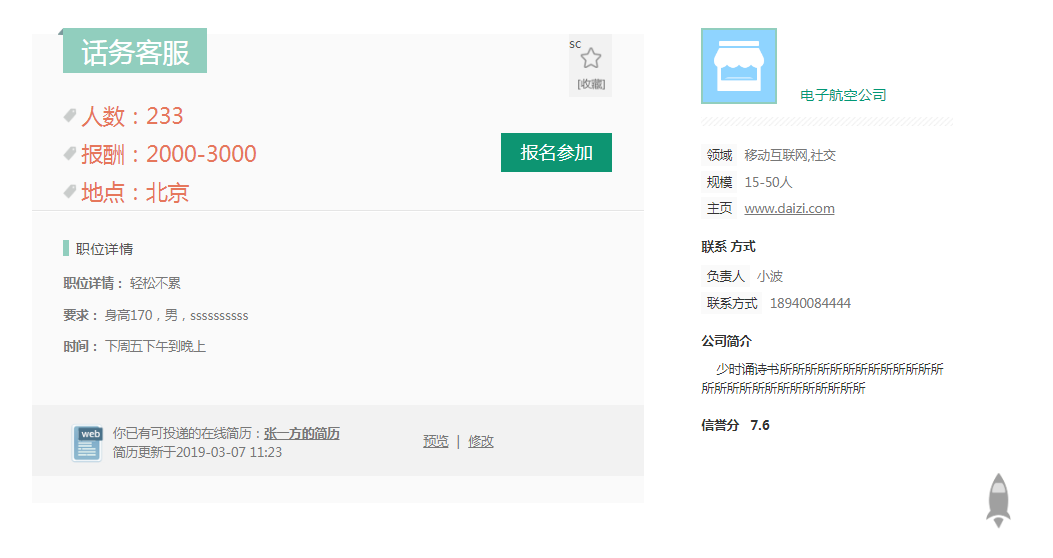 话务客服
sc
[收藏]
人数：233
报酬：2000-3000
报名参加
地点：北京
职位详情
职位详情： 轻松不累
要求： 身高170，男，ssssssssss
时间： 下周五下午到晚上
web
你已有可投递的在线简历：张一方的简历
简历更新于2019-03-07 11:23
预览 | 修改
电子航空公司
领域 移动互联网,社交
规模 15-50人
主页 www.daizi.com
联系 方式
负责人 小波
联系方式 18940084444
公司简介
少时诵诗书所所所所所所所所所所所所所
所所所所所所所所所所所所所
信誉分 7.6